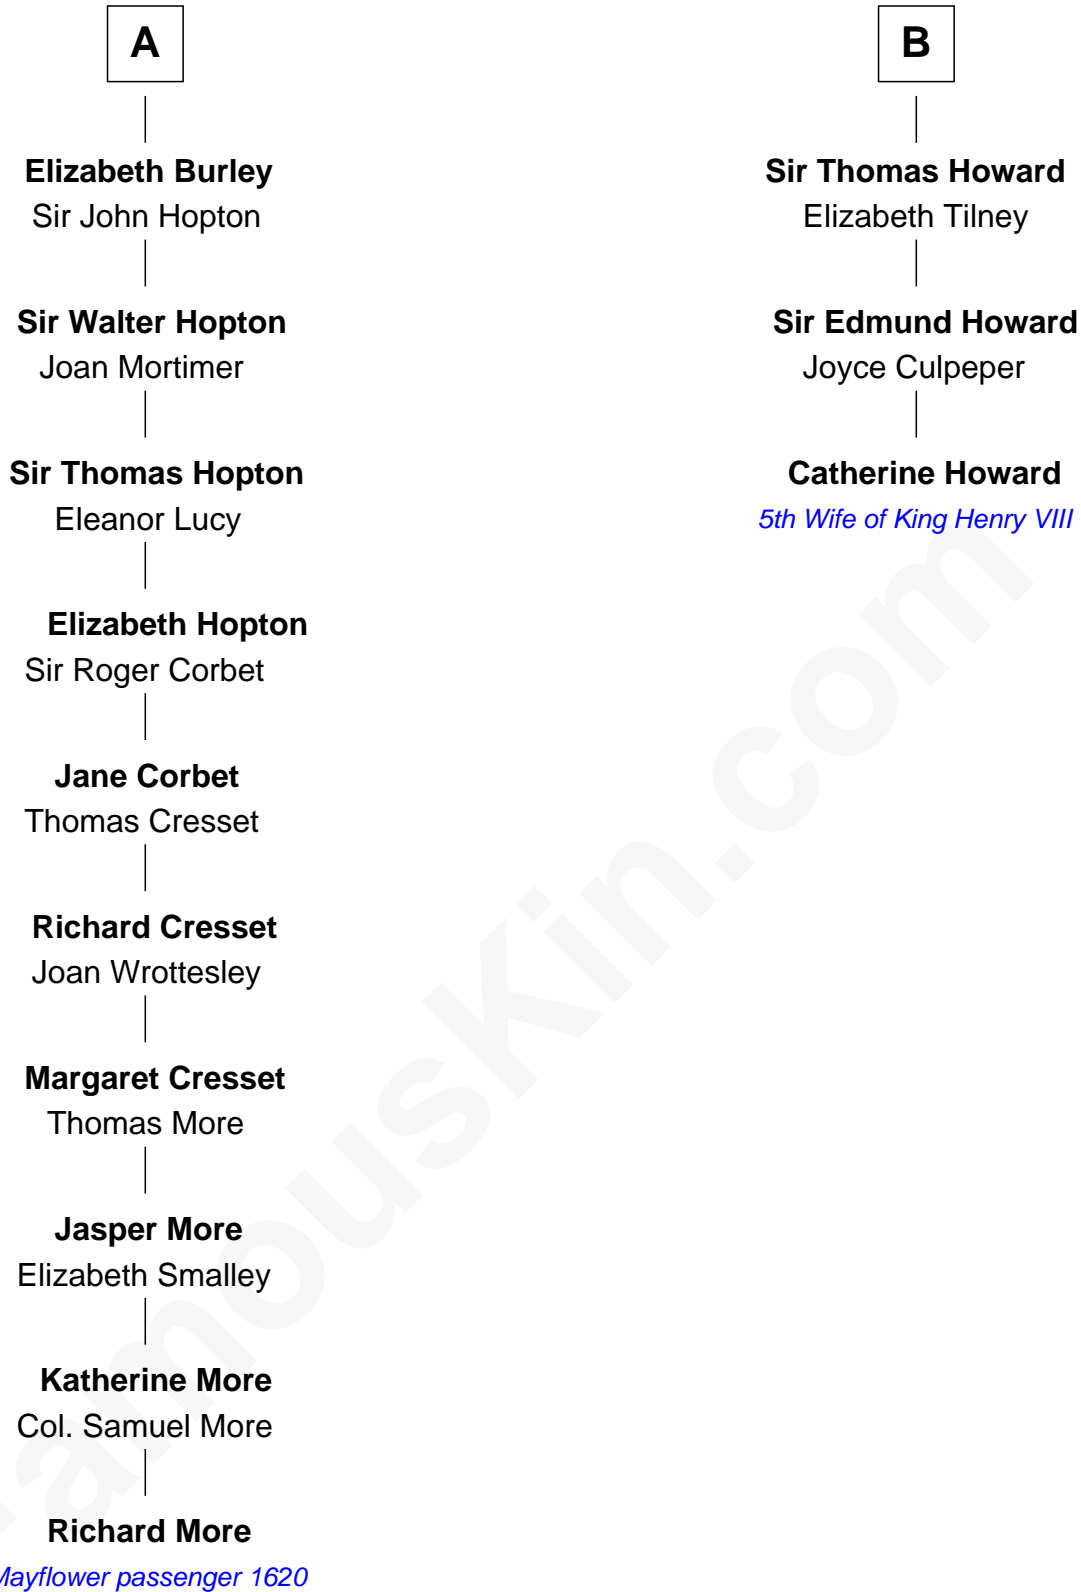 A
Elizabeth Burley
Sir John Hopton
Sir Walter Hopton
Joan Mortimer
Sir Thomas Hopton
Eleanor Lucy
Elizabeth Hopton
Sir Roger Corbet
Jane Corbet
Thomas Cresset
Richard Cresset
Joan Wrottesley
Margaret Cresset
Thomas More
Jasper More
Elizabeth Smalley
Katherine More
Col. Samuel More
Richard More
Mayflower passenger 1620
B
Sir Thomas Howard
Elizabeth Tilney
Sir Edmund Howard
Joyce Culpeper
Catherine Howard
5th Wife of King Henry VIII
amousKin.com